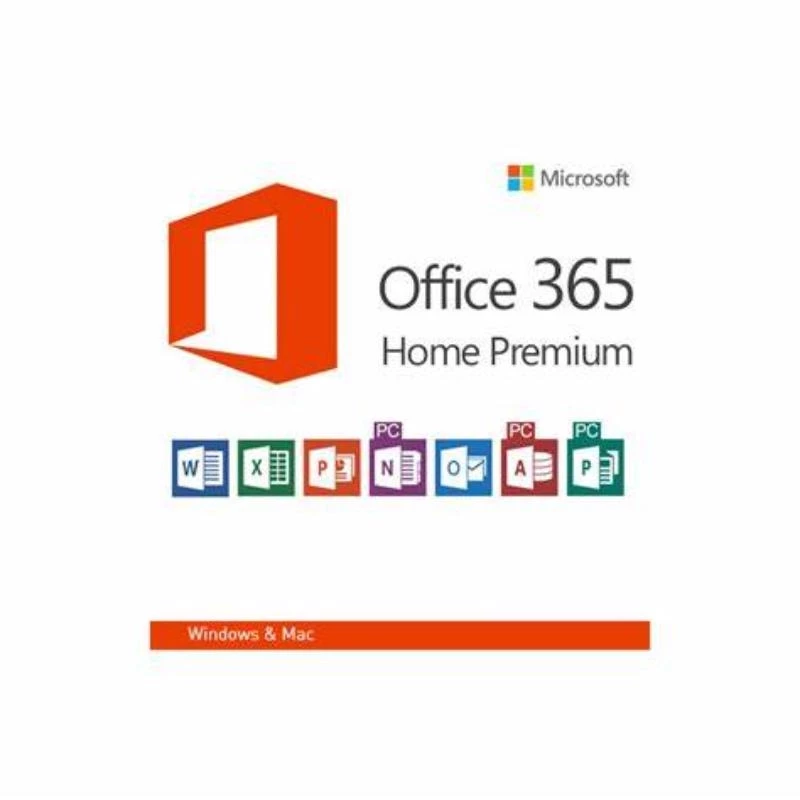 Microsoft
Office 365
Home Premium
PC PC PC
W X P N O A P
Windows & Mac